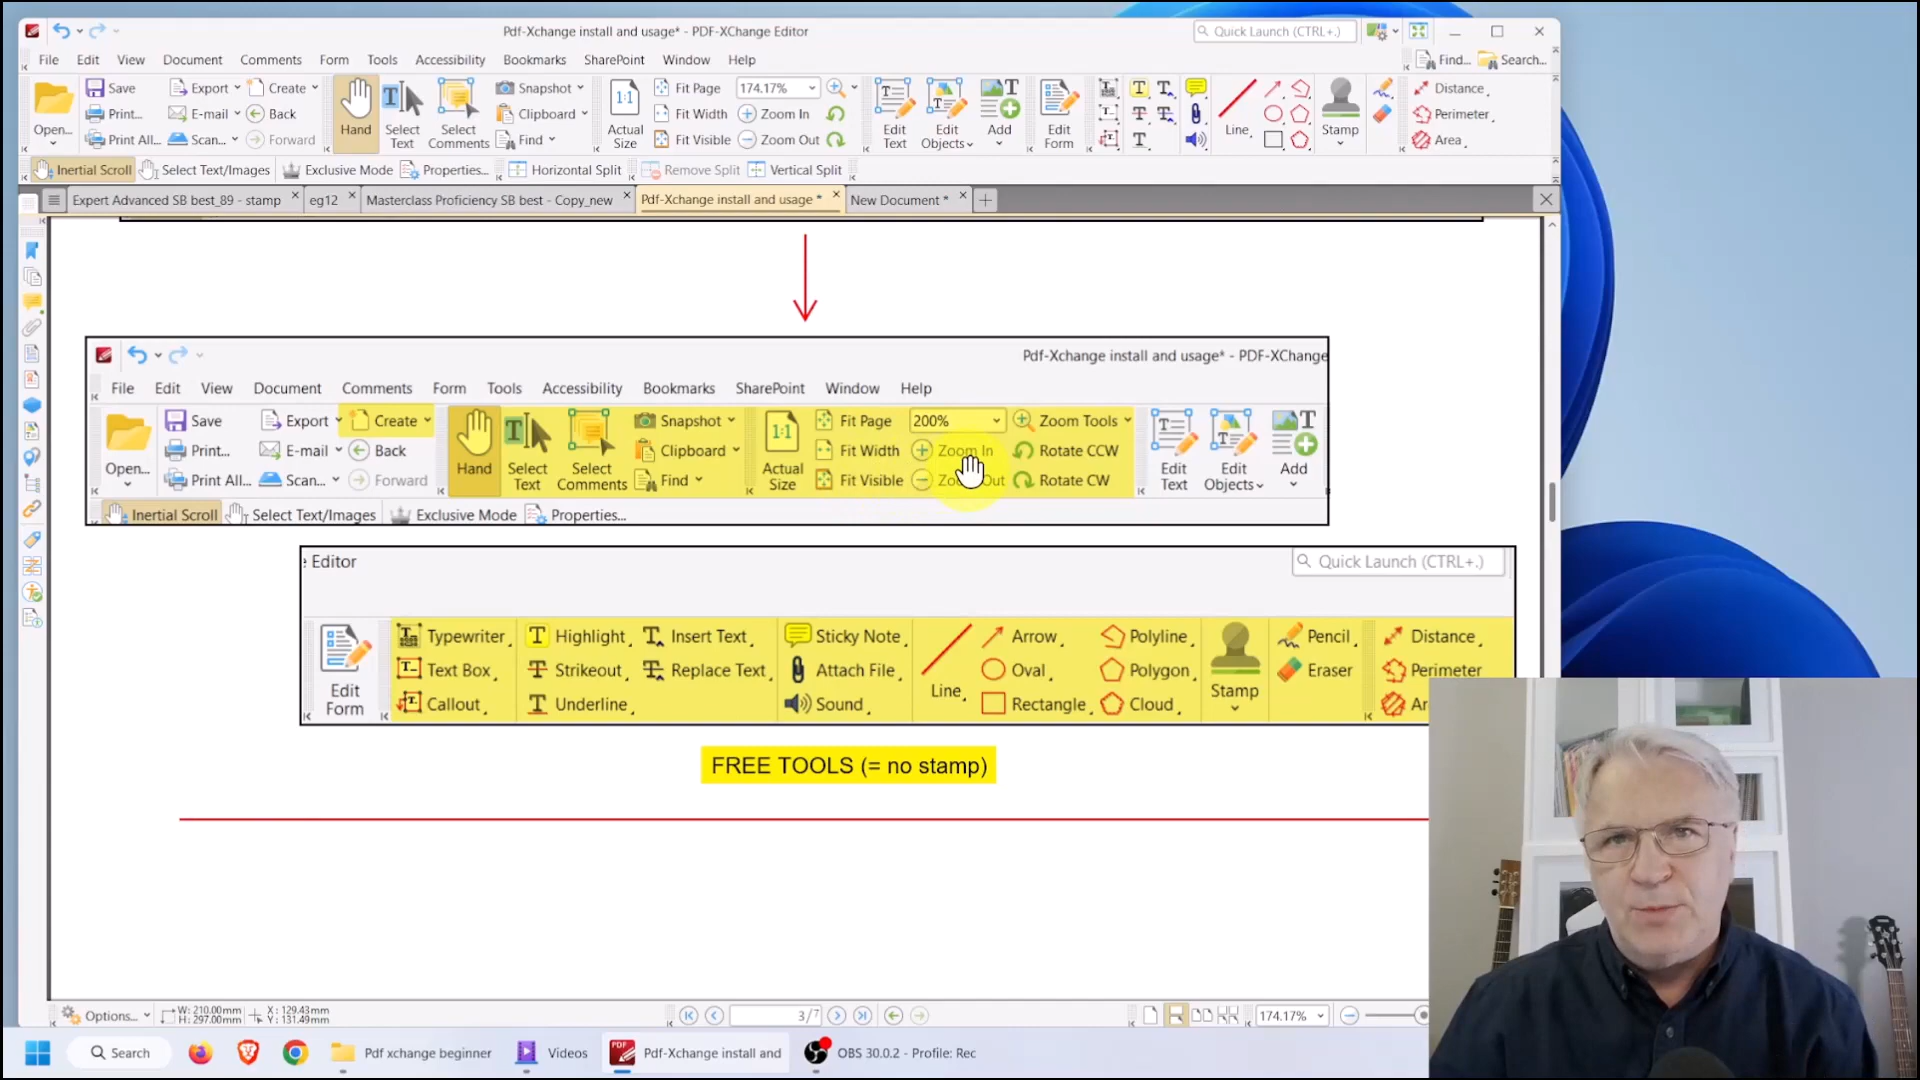 Pdf-Xchange install and usage* - PDF-XChange Editor
Quick Launch (CTRL+.)
File Edit View Document Comments Form Tools Accessibility Bookmarks SharePoint Window Help
Find... Search...
Save Export Create Snapshot Fit Page 174.17% Distance
Print... E-mail Back Clipboard Fit Width Zoom In Perimeter
Open... Print All... Scan... Forward Hand Select Text Select Comments Find Actual Size Fit Visible Zoom Out Edit Text Edit Objects Add Edit Form Line Stamp Area
Inertial Scroll Select Text/Images Exclusive Mode Properties... Horizontal Split Remove Split Vertical Split
Expert Advanced SB best_89 - stamp eg12 Masterclass Proficiency SB best - Copy_new Pdf-Xchange install and usage * New Document *
Pdf-Xchange install and usage* - PDF-XChange
File Edit View Document Comments Form Tools Accessibility Bookmarks SharePoint Window Help
Save Export Create Snapshot Fit Page 200% Zoom Tools
Print... E-mail Back Clipboard Fit Width Zoom In Rotate CCW
Open... Print All... Scan... Forward Hand Select Text Select Comments Find Actual Size Fit Visible Rotate CW Edit Text Edit Objects Add
Inertial Scroll Select Text/Images Exclusive Mode Properties...
Editor Quick Launch (CTRL+.)
Typewriter Highlight Insert Text Sticky Note Arrow Polyline Pencil Distance
Text Box Strikeout Replace Text Attach File Oval Polygon Eraser Perimeter
Edit Form Callout Underline Sound Line Rectangle Cloud Stamp
FREE TOOLS (= no stamp)
Options... W: 210.00mm H: 297.00mm X: 129.43mm Y: 131.49mm 3/7 174.17%
Search Pdf xchange beginner Videos Pdf-Xchange install and OBS 30.0.2 - Profile: Rec